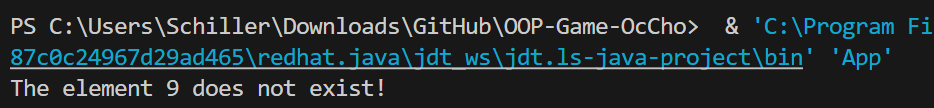 PS C:\Users\Schiller\Downloads\GitHub\OOP-Game-OcCho>  & 'C:\Program Fi
87c0c24967d29ad465\redhat.java\jdt_ws\jdt.ls-java-project\bin' 'App'
The element 9 does not exist!